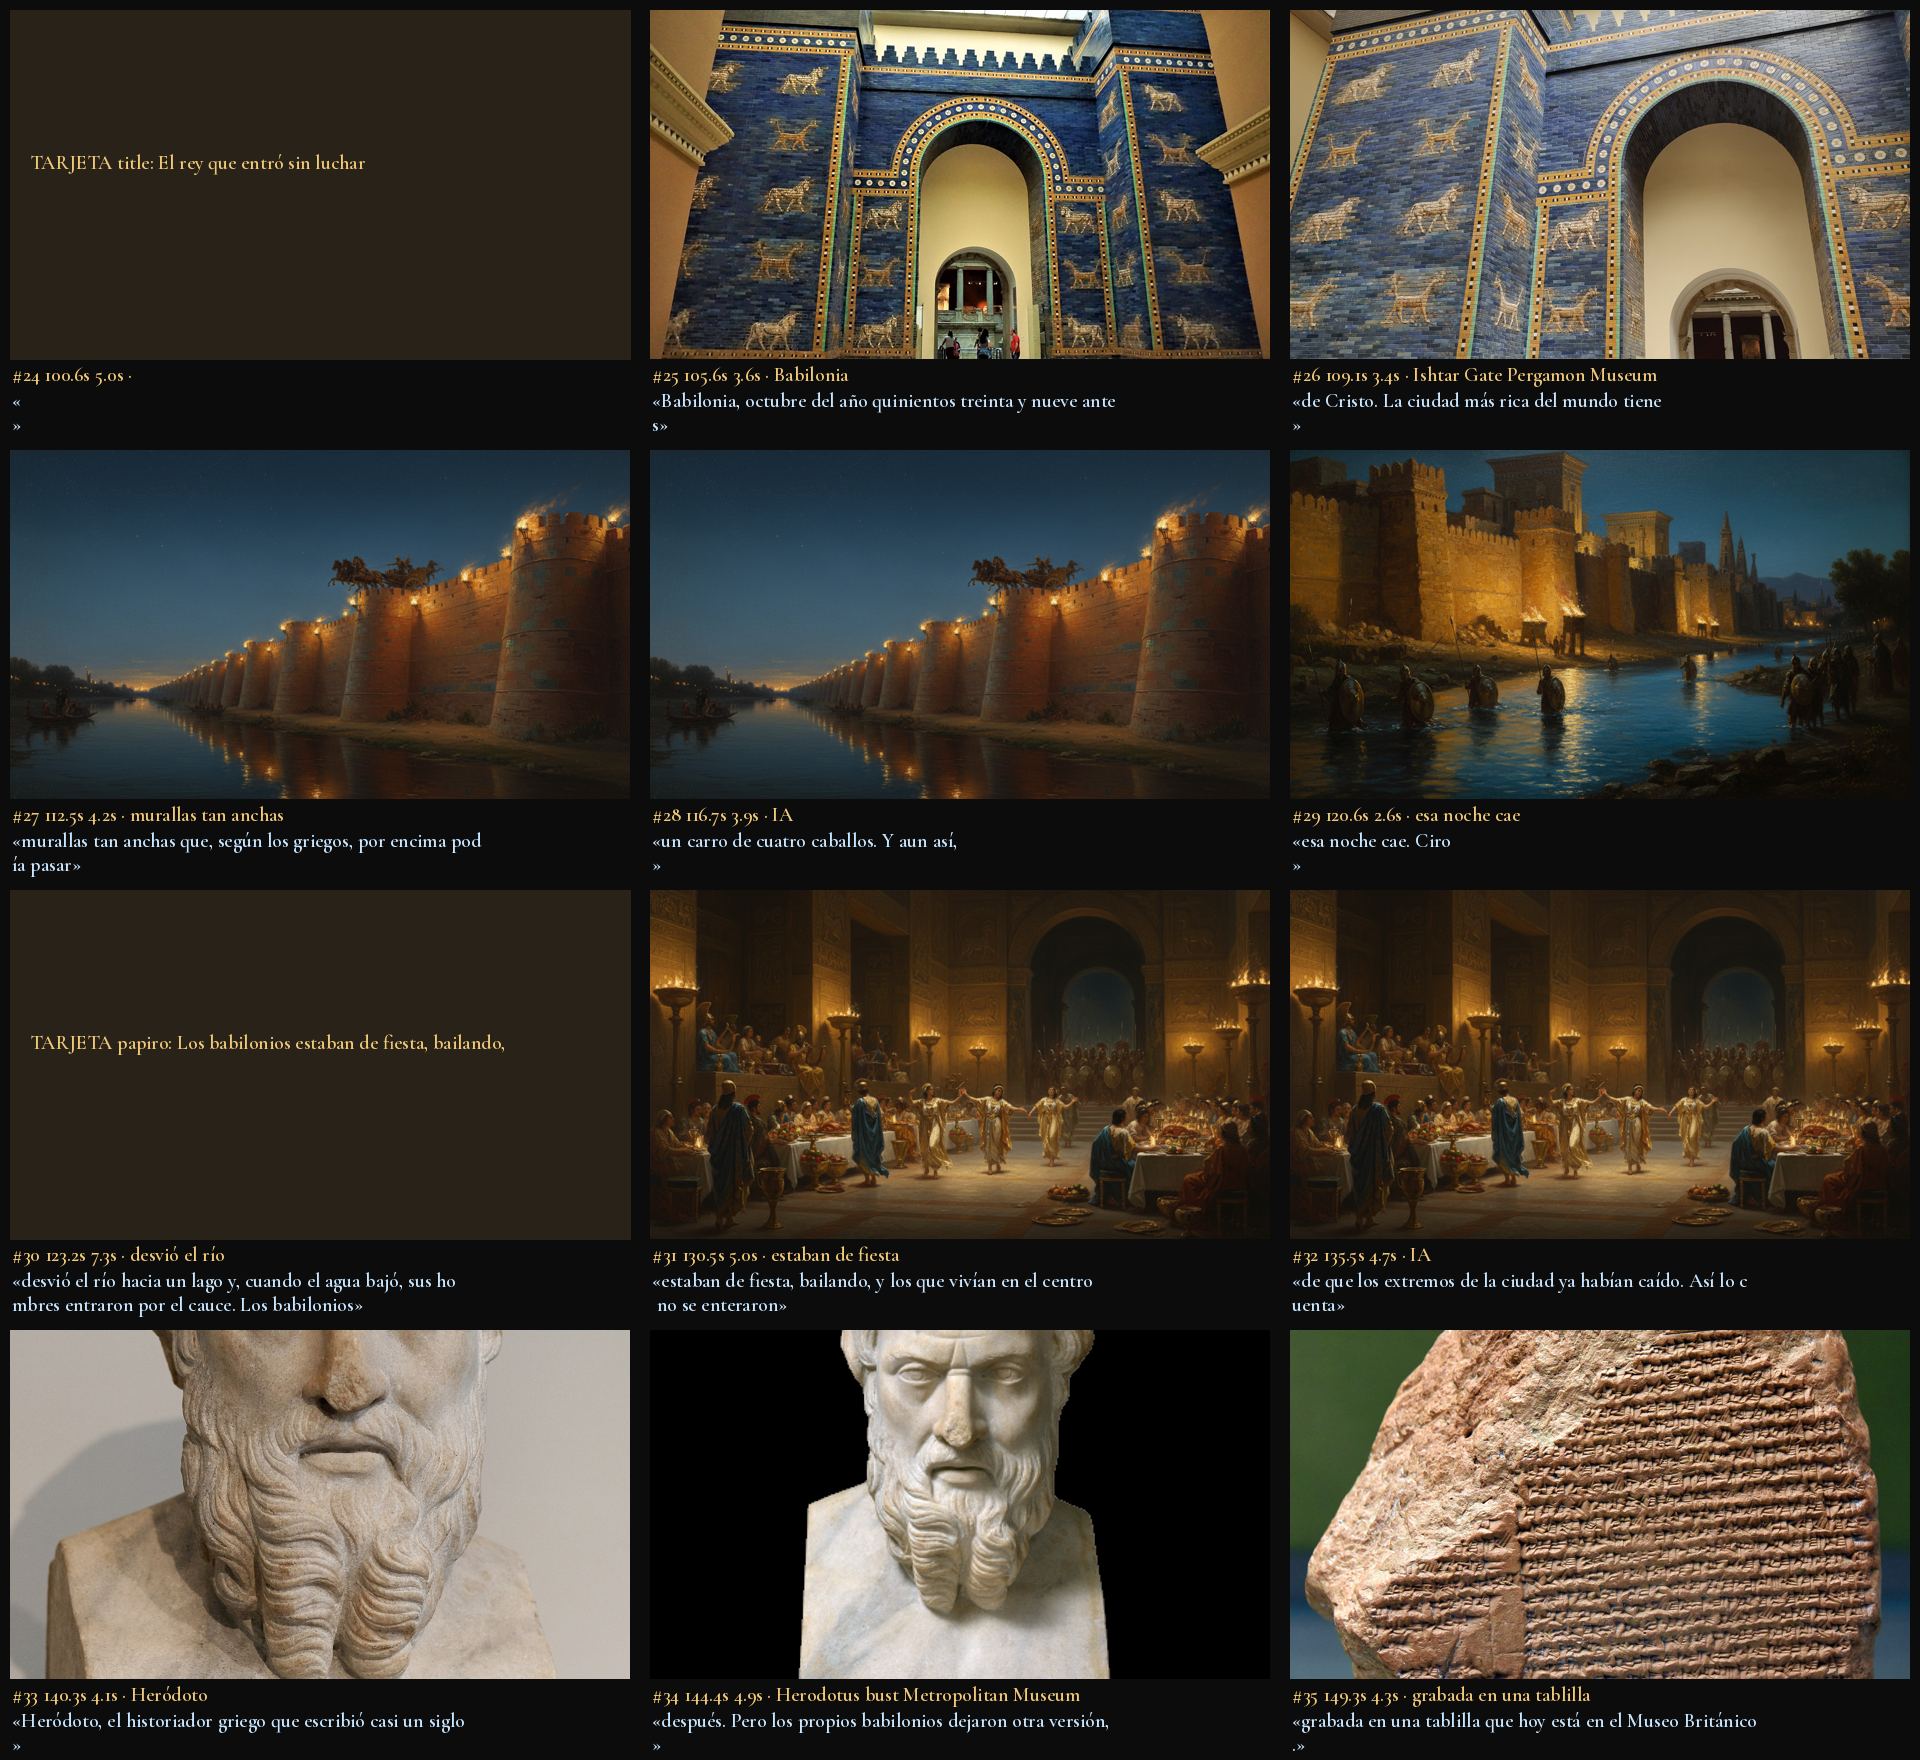 TARJETA title: El rey que entró sin luchar
#24 100.6s 5.0s ·
«
»
#25 105.6s 3.6s · Babilonia
«Babilonia, octubre del año quinientos treinta y nueve ante
s»
#26 109.1s 3.4s · Ishtar Gate Pergamon Museum
«de Cristo. La ciudad más rica del mundo tiene
»
#27 112.5s 4.2s · murallas tan anchas
«murallas tan anchas que, según los griegos, por encima pod
ía pasar»
#28 116.7s 3.9s · IA
«un carro de cuatro caballos. Y aun así,
»
#29 120.6s 2.6s · esa noche cae
«esa noche cae. Ciro
»
TARJETA papiro: Los babilonios estaban de fiesta, bailando,
#30 123.2s 7.3s · desvió el río
«desvió el río hacia un lago y, cuando el agua bajó, sus ho
mbres entraron por el cauce. Los babilonios»
#31 130.5s 5.0s · estaban de fiesta
«estaban de fiesta, bailando, y los que vivían en el centro
no se enteraron»
#32 135.5s 4.7s · IA
«de que los extremos de la ciudad ya habían caído. Así lo c
uenta»
#33 140.3s 4.1s · Heródoto
«Heródoto, el historiador griego que escribió casi un siglo
»
#34 144.4s 4.9s · Herodotus bust Metropolitan Museum
«después. Pero los propios babilonios dejaron otra versión,
»
#35 149.3s 4.3s · grabada en una tablilla
«grabada en una tablilla que hoy está en el Museo Británico
.»